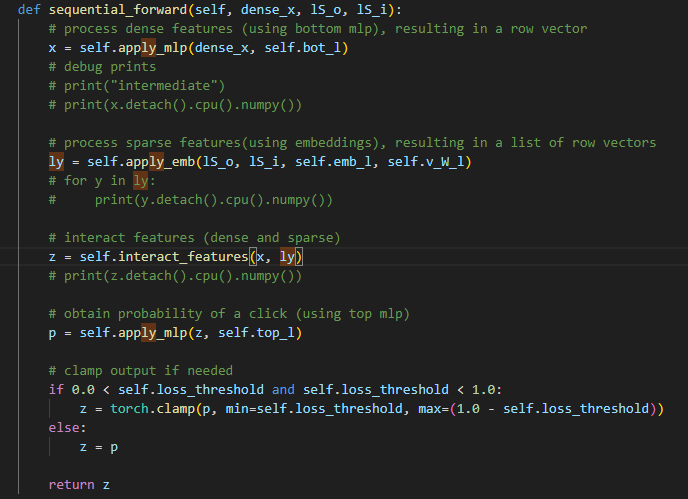 def sequential_forward(self, dense_x, lS_o, lS_i):
# process dense features (using bottom mlp), resulting in a row vector
x = self.apply_mlp(dense_x, self.bot_l)
# debug prints
# print("intermediate")
# print(x.detach().cpu().numpy())
# process sparse features(using embeddings), resulting in a list of row vectors
ly = self.apply_emb(lS_o, lS_i, self.emb_l, self.v_W_l)
# for y in ly:
#     print(y.detach().cpu().numpy())
# interact features (dense and sparse)
z = self.interact_features(x, ly)
# print(z.detach().cpu().numpy())
# obtain probability of a click (using top mlp)
p = self.apply_mlp(z, self.top_l)
# clamp output if needed
if 0.0 < self.loss_threshold and self.loss_threshold < 1.0:
z = torch.clamp(p, min=self.loss_threshold, max=(1.0 - self.loss_threshold))
else:
z = p
return z